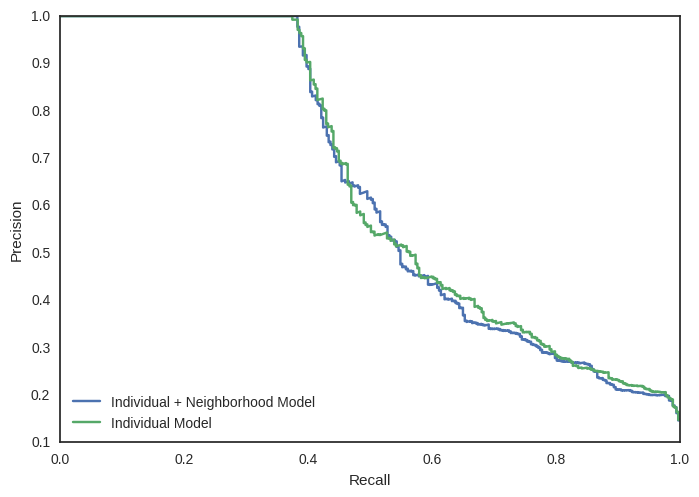 1.0
0.9
0.8
0.7
0.6
0.5
0.4
0.3
0.2
0.1
Precision
Individual + Neighborhood Model
Individual Model
0.0 0.2 0.4 0.6 0.8 1.0
Recall